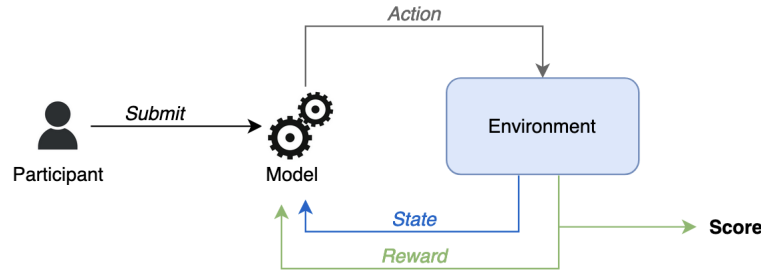 Action
Submit
Environment
Participant
Model
State
Score
Reward